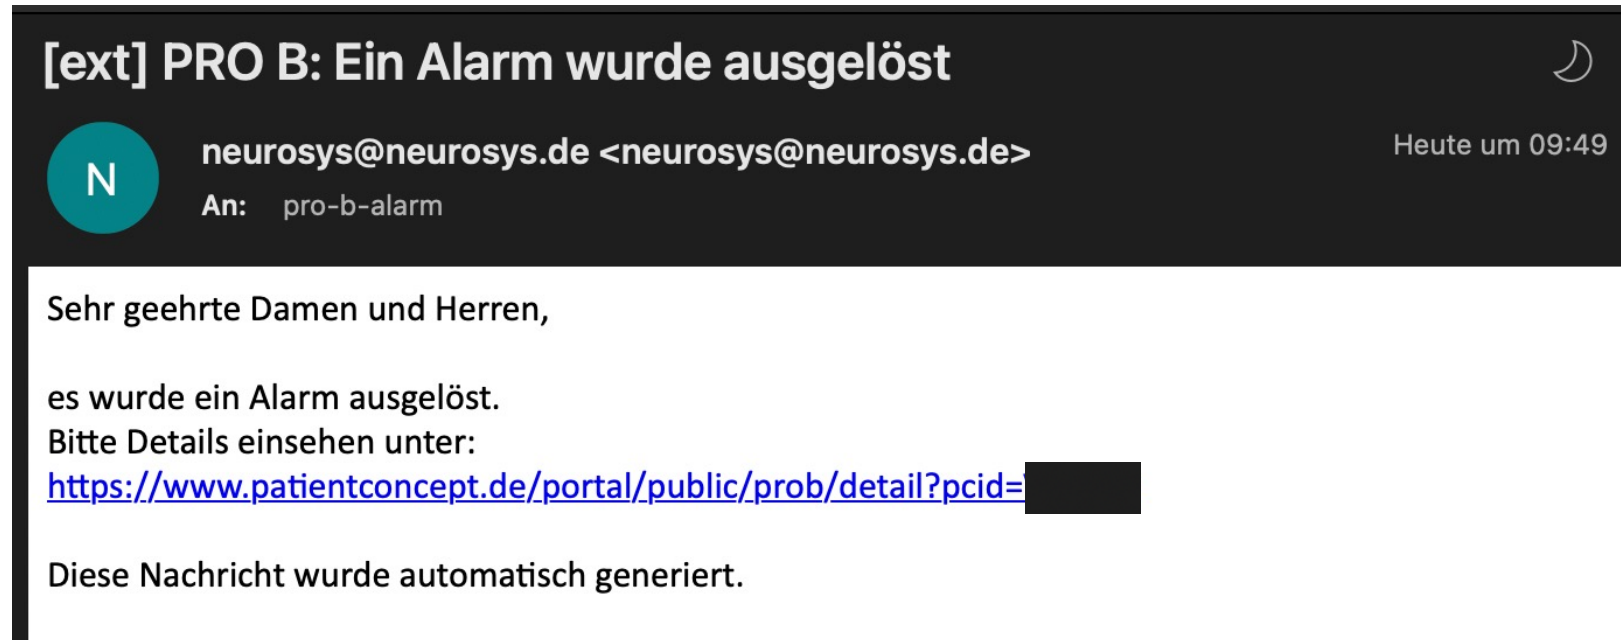 [ext] PRO B: Ein Alarm wurde ausgelöst
N
neurosys@neurosys.de <neurosys@neurosys.de>
Heute um 09:49
An: pro-b-alarm
Sehr geehrte Damen und Herren,
es wurde ein Alarm ausgelöst.
Bitte Details einsehen unter:
https://www.patientconcept.de/portal/public/prob/detail?pcid=
Diese Nachricht wurde automatisch generiert.